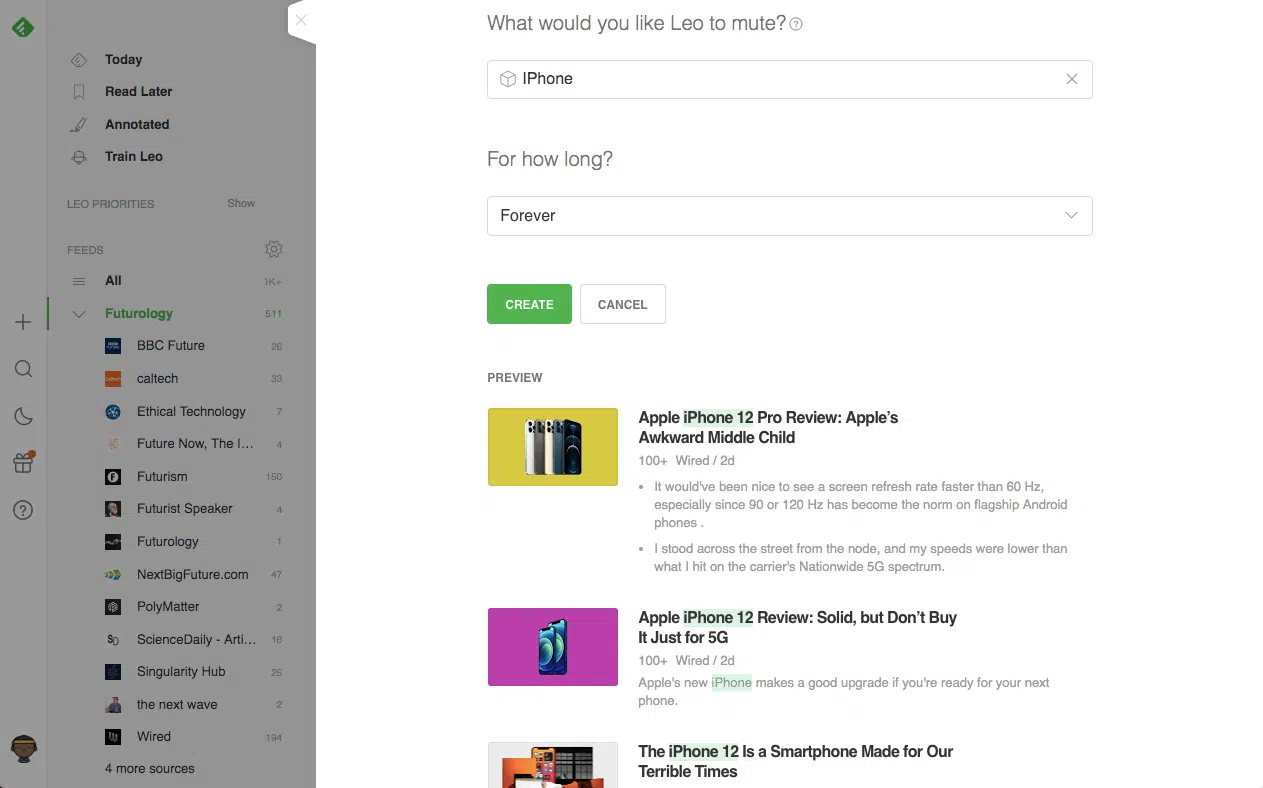 Today
Read Later
Annotated
Train Leo
LEO PRIORITIES Show
FEEDS
All 1K+
Futurology 511
BBC Future 26
caltech 33
Ethical Technology 7
Future Now, The I... 4
Futurism 150
Futurist Speaker 4
Futurology 1
NextBigFuture.com 47
PolyMatter 2
ScienceDaily - Arti... 16
Singularity Hub 25
the next wave 2
Wired 194
4 more sources
What would you like Leo to mute?
IPhone
For how long?
Forever
CREATE CANCEL
PREVIEW
Apple iPhone 12 Pro Review: Apple’s
Awkward Middle Child
100+ Wired / 2d
• It would've been nice to see a screen refresh rate faster than 60 Hz,
especially since 90 or 120 Hz has become the norm on flagship Android
phones .
• I stood across the street from the node, and my speeds were lower than
what I hit on the carrier's Nationwide 5G spectrum.
Apple iPhone 12 Review: Solid, but Don’t Buy
It Just for 5G
100+ Wired / 2d
Apple's new iPhone makes a good upgrade if you're ready for your next
phone.
The iPhone 12 Is a Smartphone Made for Our
Terrible Times